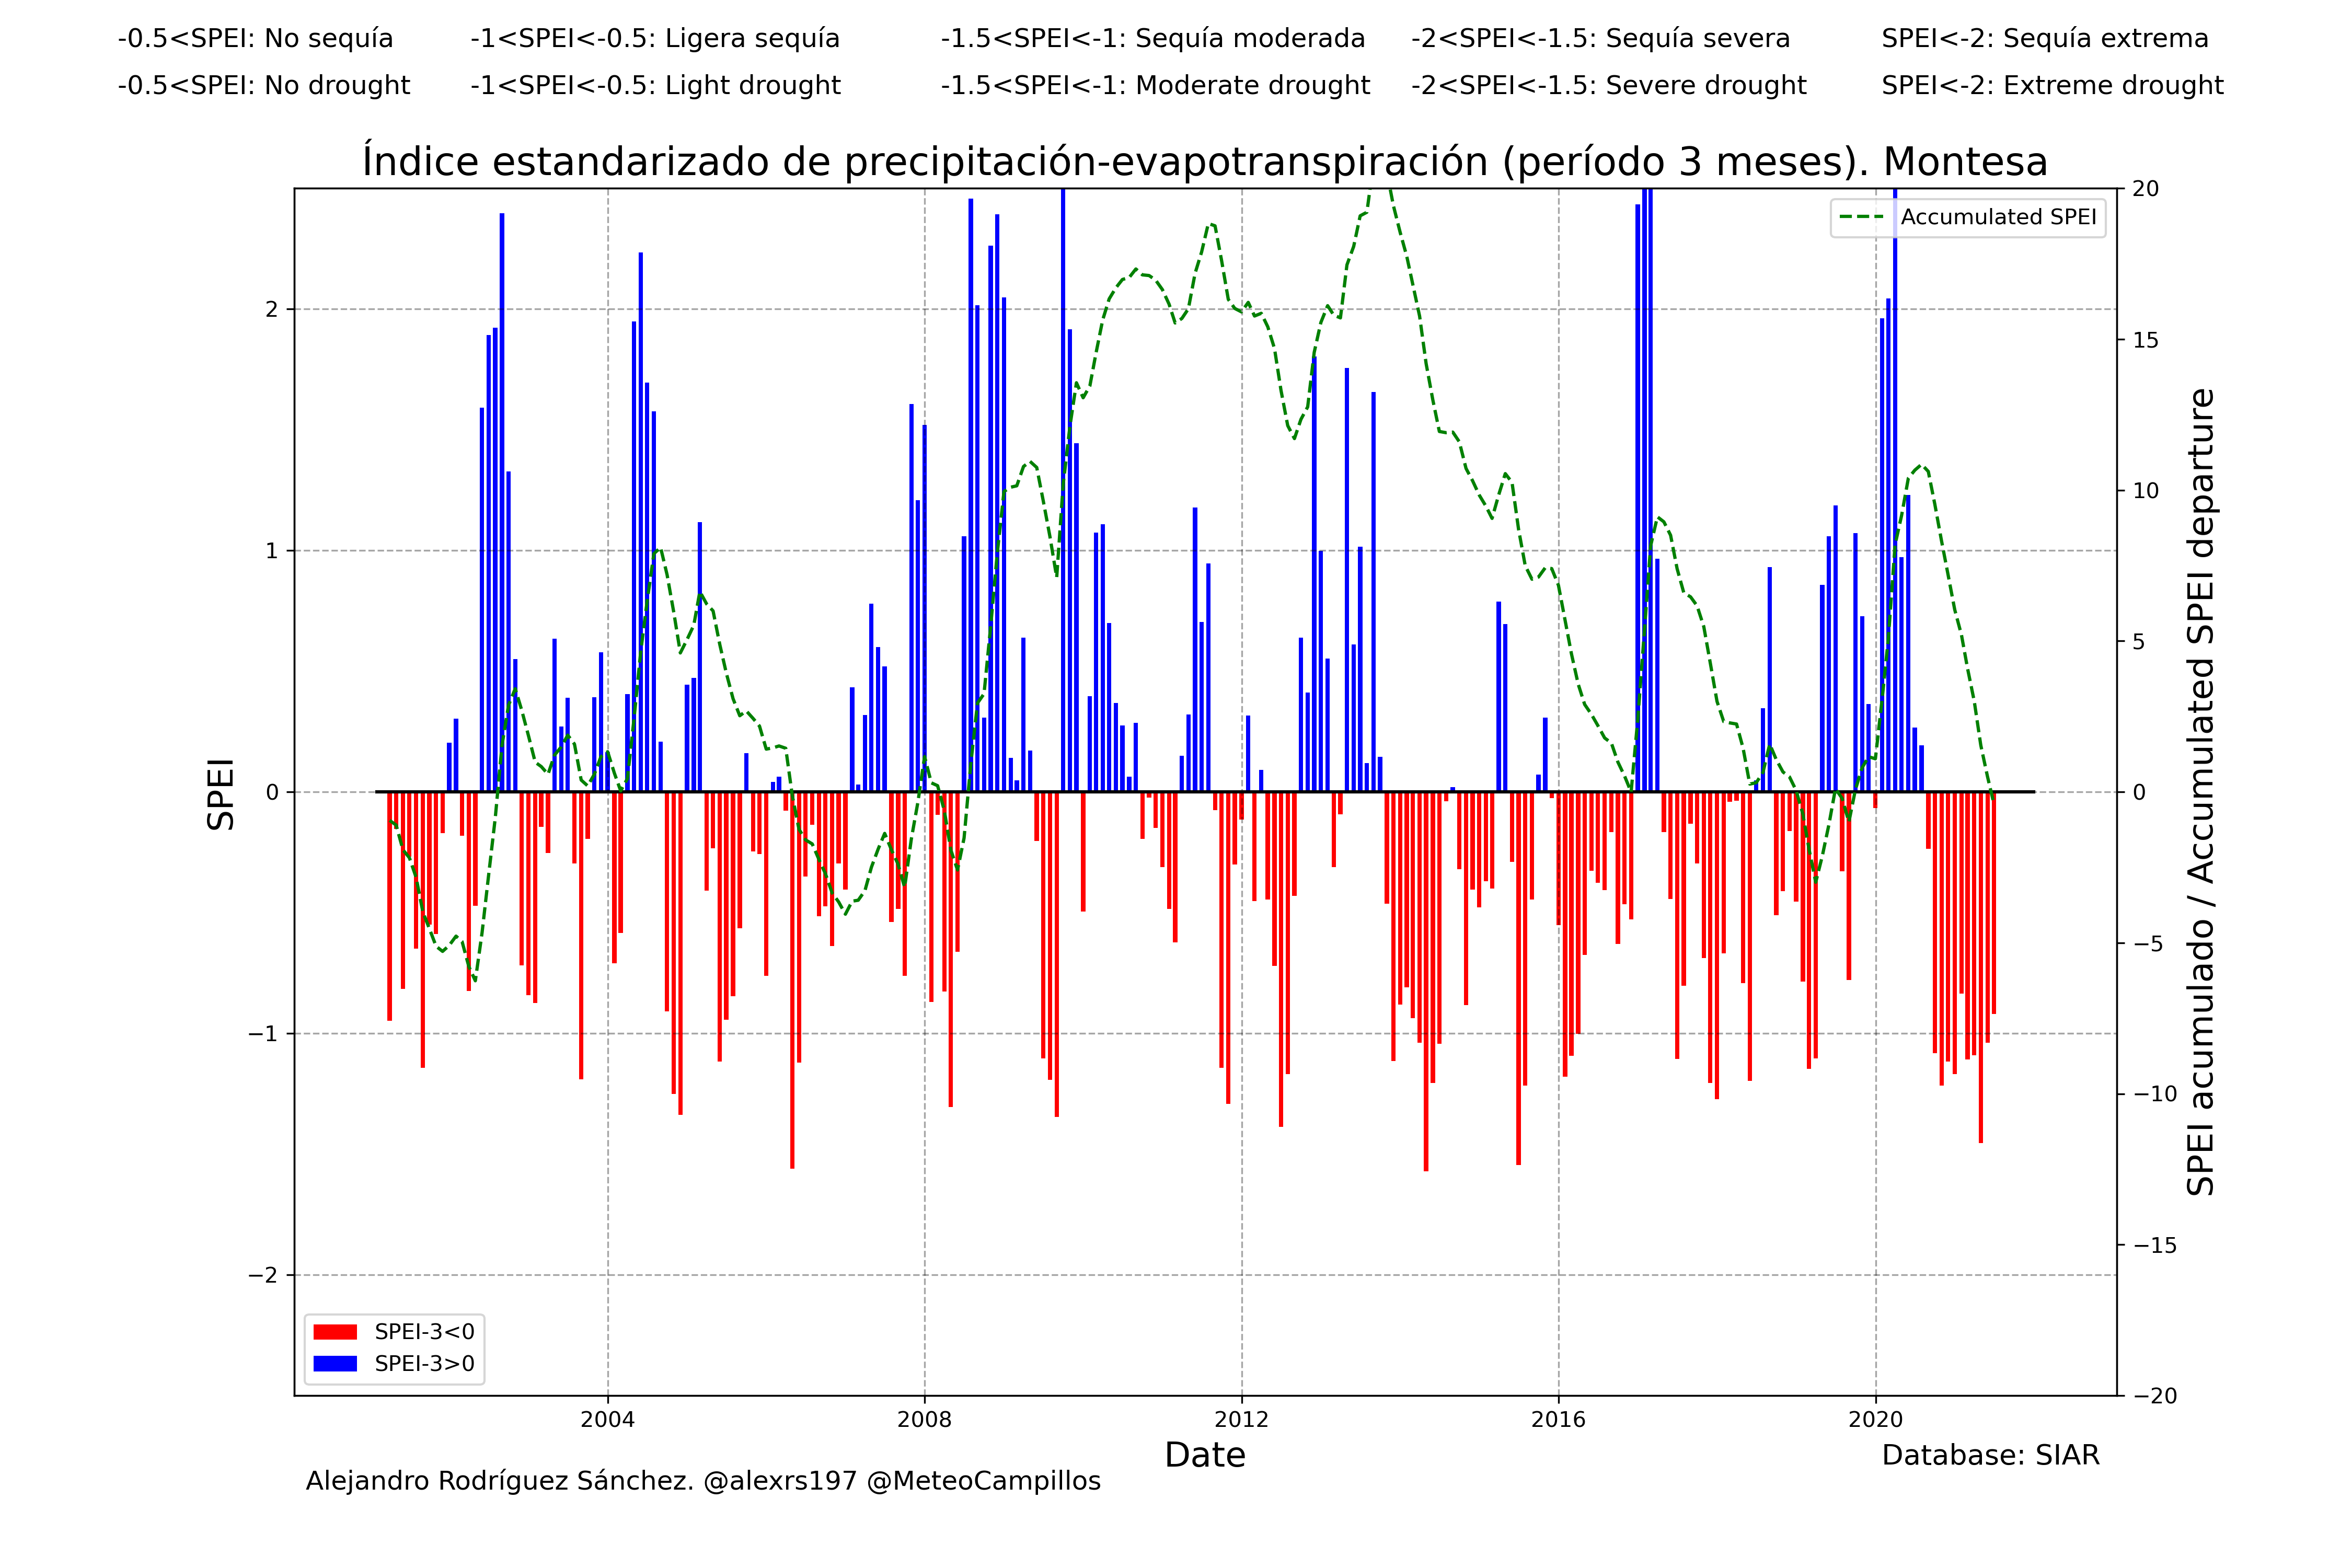 -0.5<SPEI: No sequía -1<SPEI<-0.5: Ligera sequía -1.5<SPEI<-1: Sequía moderada -2<SPEI<-1.5: Sequía severa SPEI<-2: Sequía extrema
-0.5<SPEI: No drought -1<SPEI<-0.5: Light drought -1.5<SPEI<-1: Moderate drought -2<SPEI<-1.5: Severe drought SPEI<-2: Extreme drought
Índice estandarizado de precipitación-evapotranspiración (período 3 meses). Montesa
Accumulated SPEI
SPEI
2
1
0
−1
−2
20
15
10
5
0
−5
−10
−15
−20
SPEI acumulado / Accumulated SPEI departure
SPEI-3<0
SPEI-3>0
2004 2008 2012 2016 2020
Date
Database: SIAR
Alejandro Rodríguez Sánchez. @alexrs197 @MeteoCampillos